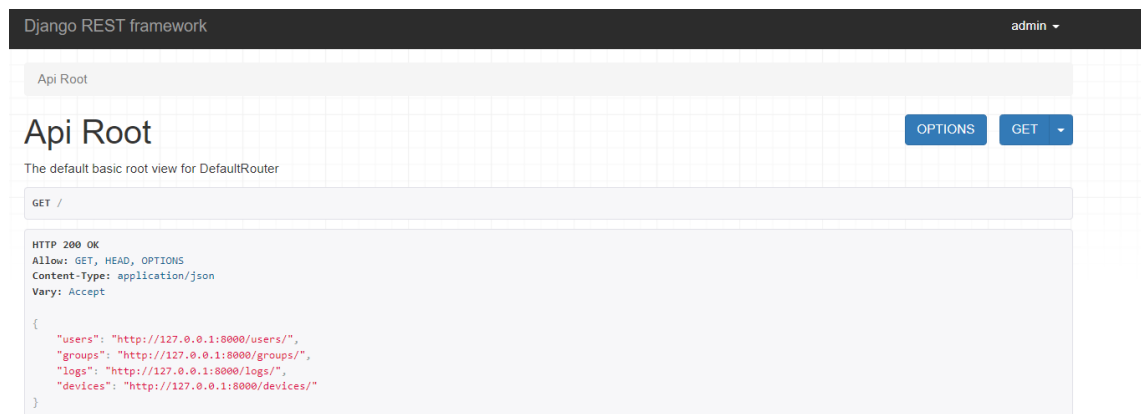 Django REST framework
admin
Api Root
Api Root
OPTIONS
GET
The default basic root view for DefaultRouter
GET /
HTTP 200 OK
Allow: GET, HEAD, OPTIONS
Content-Type: application/json
Vary: Accept
{
    "users": "http://127.0.0.1:8000/users/",
    "groups": "http://127.0.0.1:8000/groups/",
    "logs": "http://127.0.0.1:8000/logs/",
    "devices": "http://127.0.0.1:8000/devices/"
}